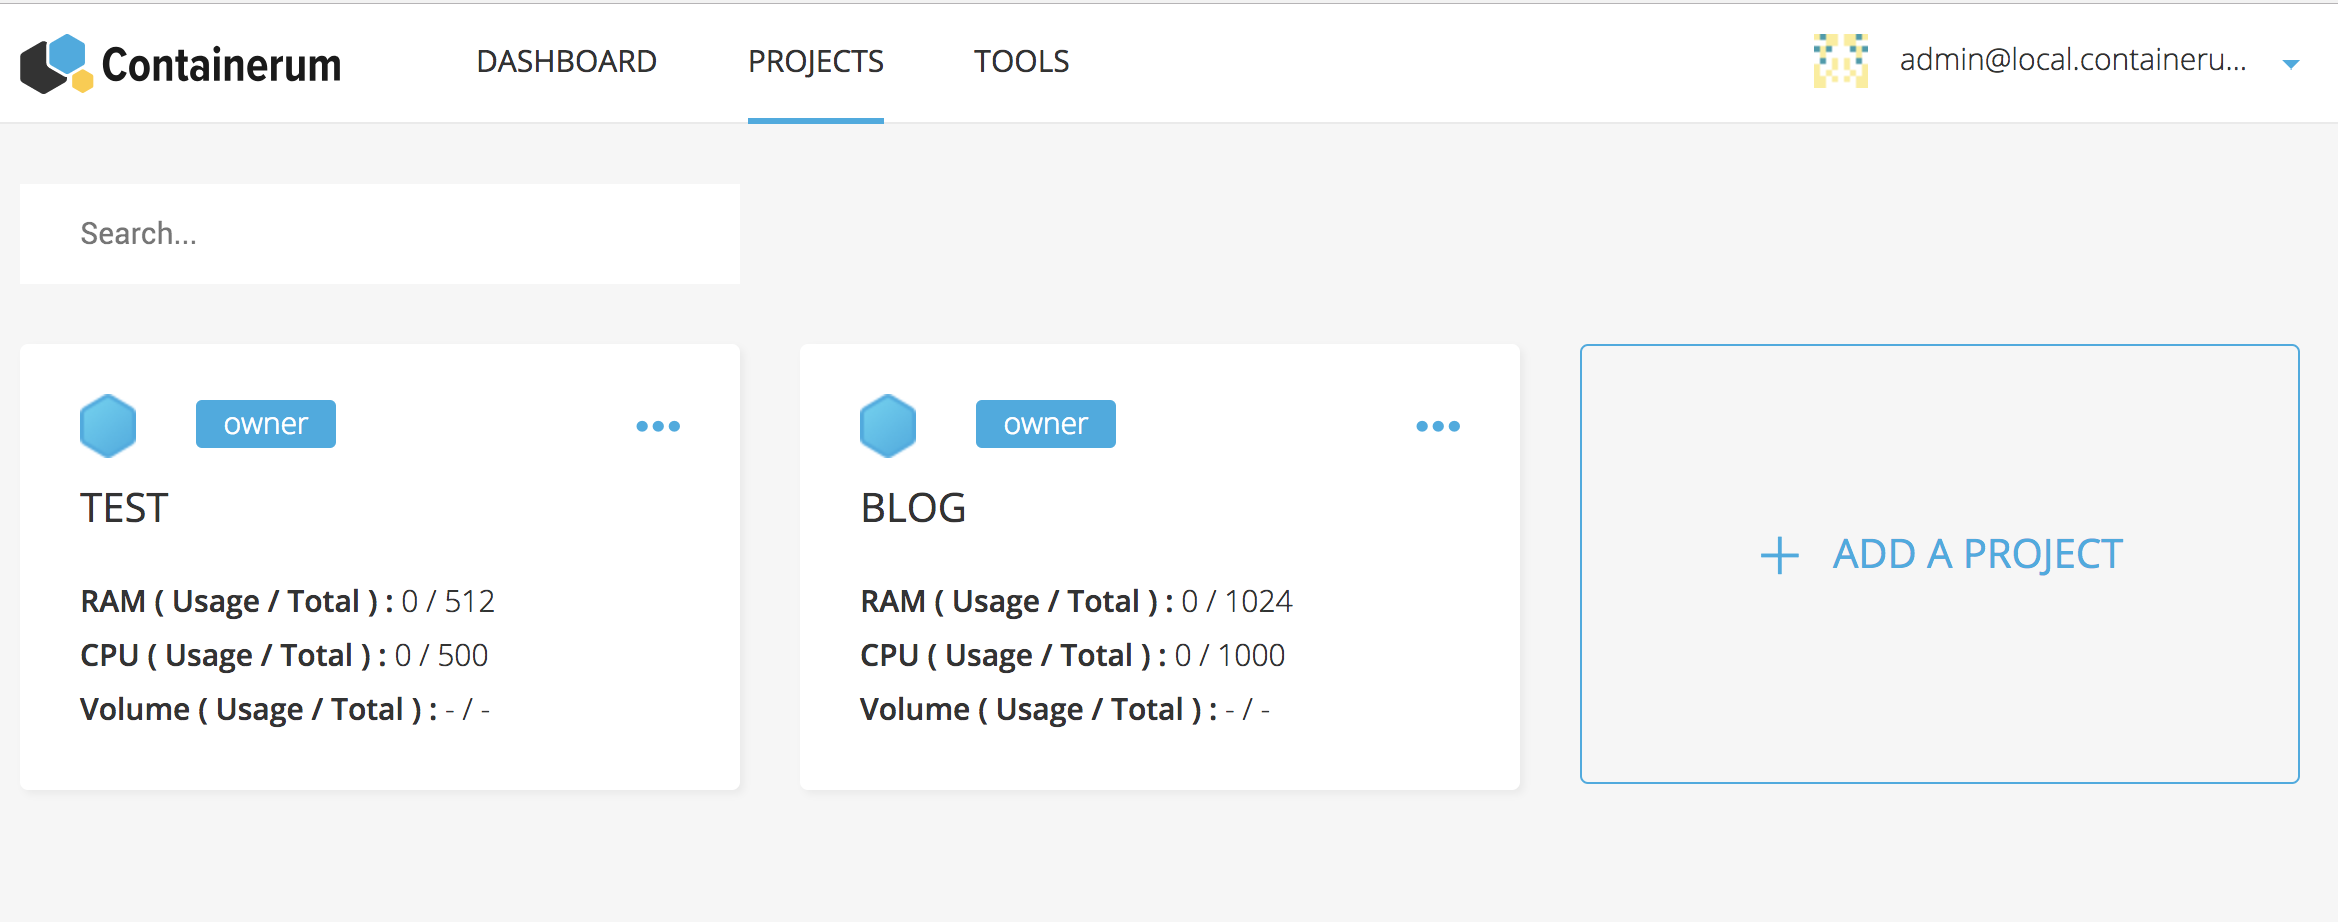 Containerum DASHBOARD PROJECTS TOOLS admin@local.containeru...
Search...
owner
TEST
RAM ( Usage / Total ) : 0 / 512
CPU ( Usage / Total ) : 0 / 500
Volume ( Usage / Total ) : - / -
owner
BLOG
RAM ( Usage / Total ) : 0 / 1024
CPU ( Usage / Total ) : 0 / 1000
Volume ( Usage / Total ) : - / -
+ ADD A PROJECT